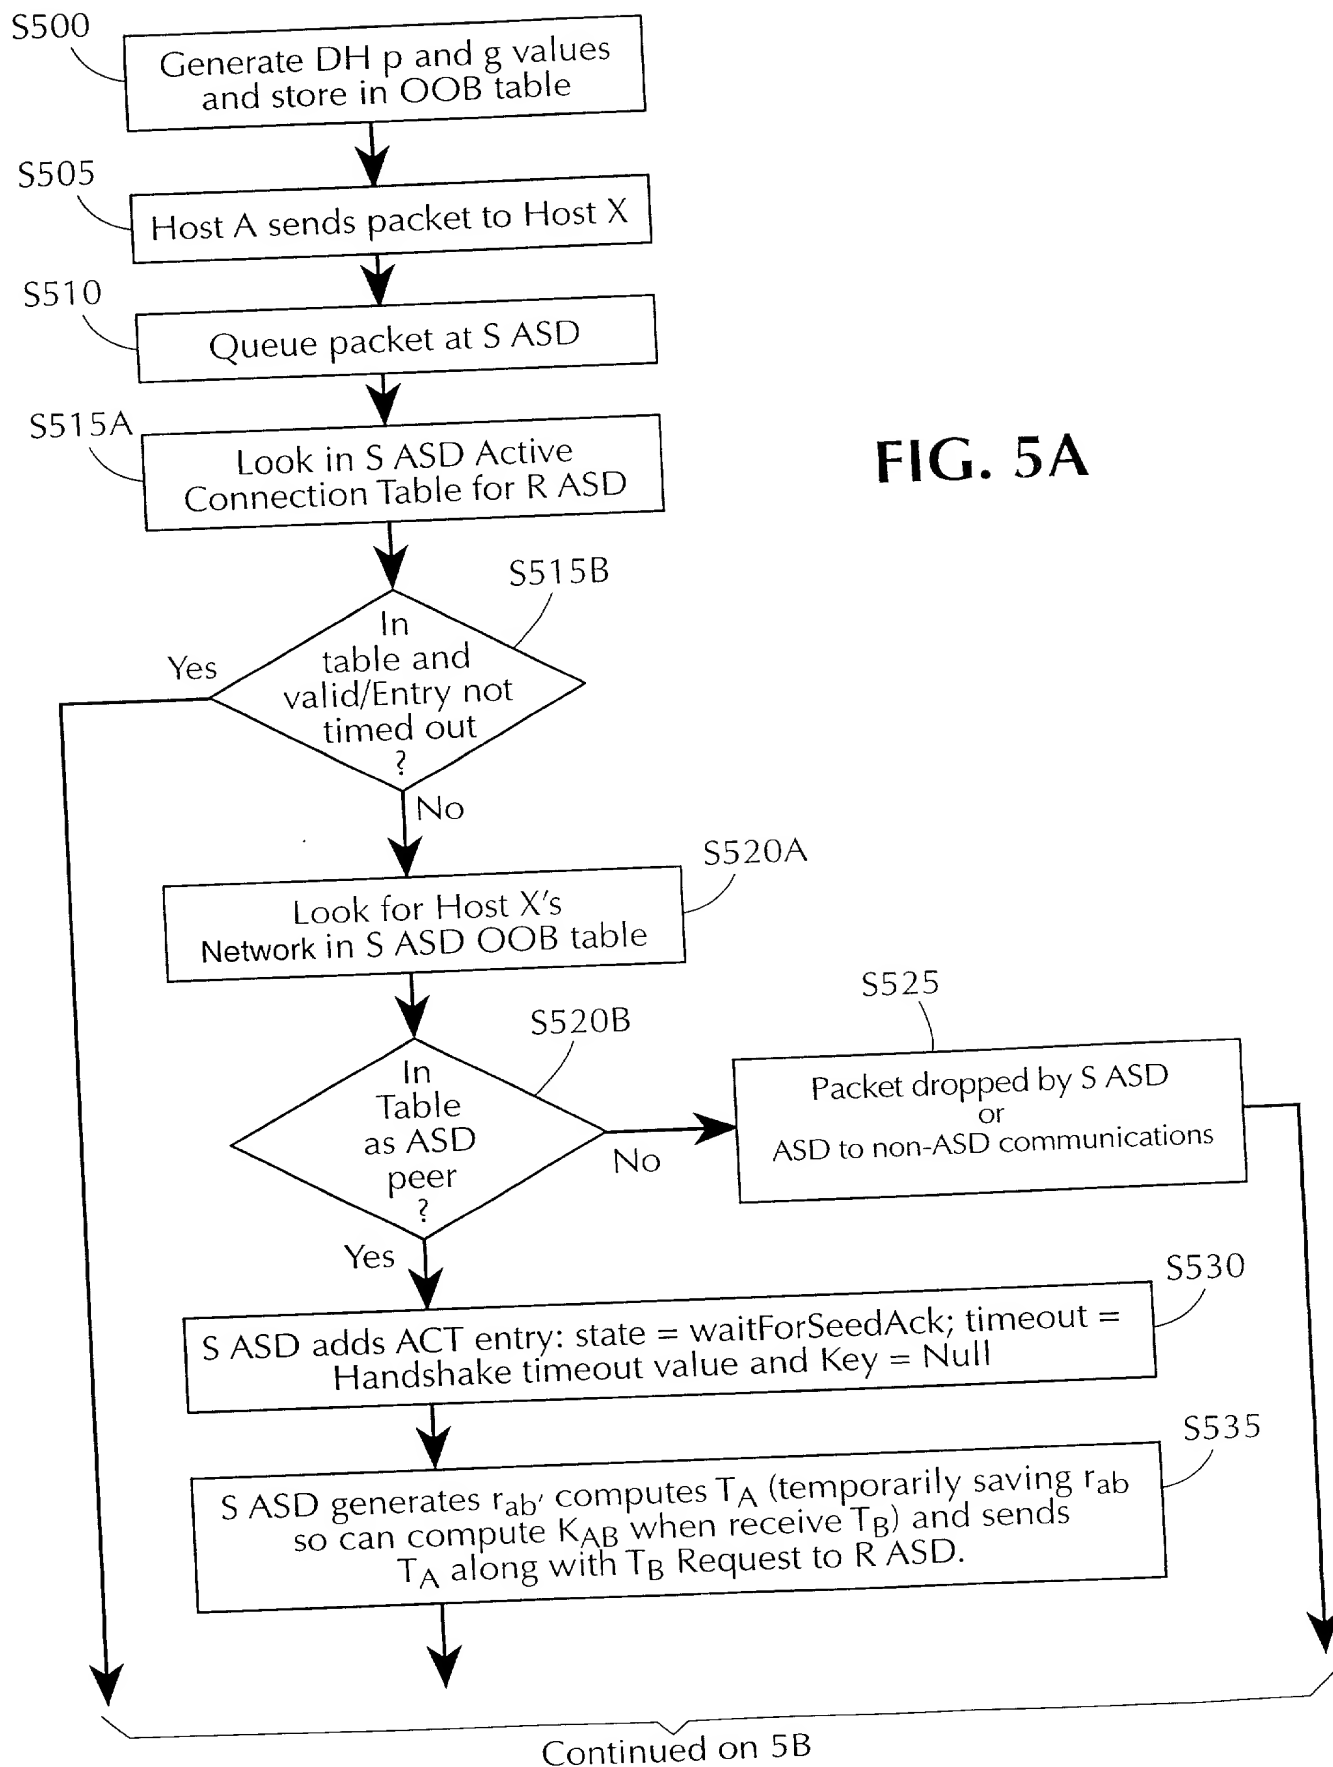 S500
Generate DH p and g values
and store in OOB table
S505
Host A sends packet to Host X
S510
Queue packet at S ASD
S515A
Look in S ASD Active
Connection Table for R ASD
FIG. 5A
S515B
In
table and
valid/Entry not
timed out
?
Yes
No
S520A
Look for Host X's
Network in S ASD OOB table
S520B
In
Table
as ASD
peer
?
No
Yes
S525
Packet dropped by S ASD
or
ASD to non-ASD communications
S530
S ASD adds ACT entry: state = waitForSeedAck; timeout =
Handshake timeout value and Key = Null
S535
S ASD generates rab, computes TA (temporarily saving rab
so can compute KAB when receive TB) and sends
TA along with TB Request to R ASD.
Continued on 5B